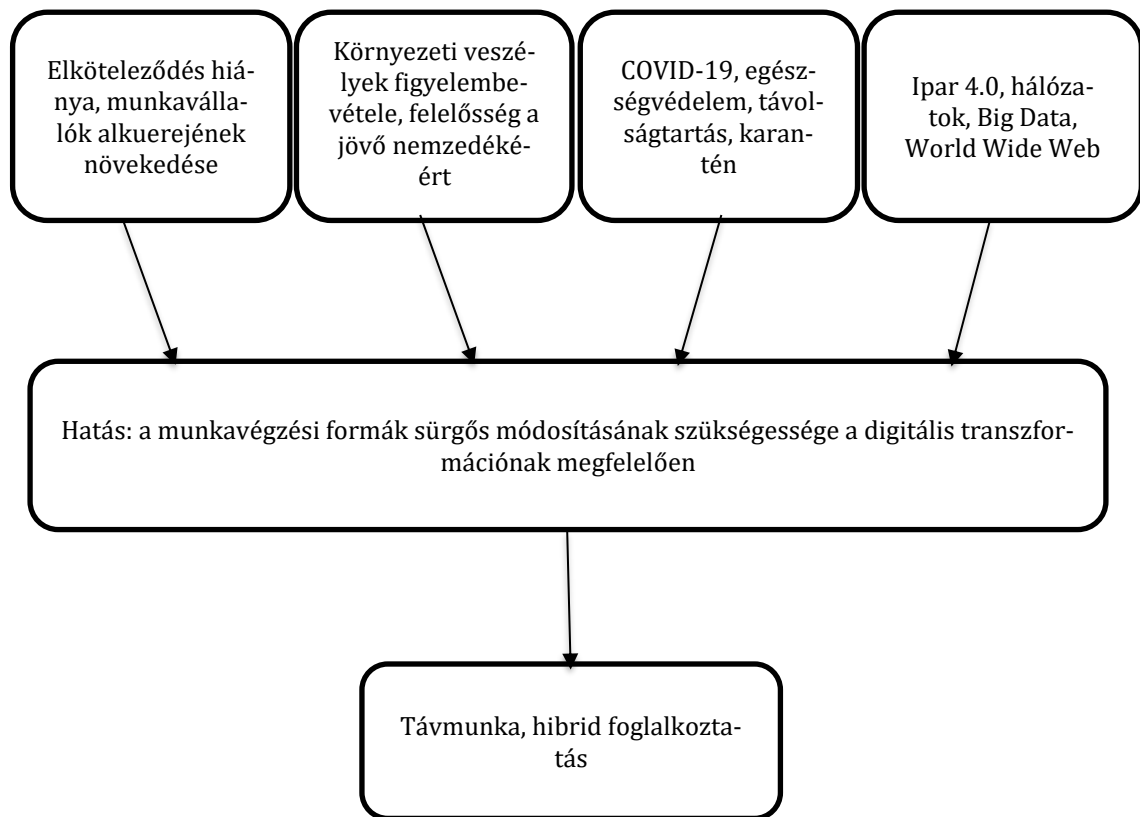 Elköteleződés hiá-
nya, munkaválla-
lók alkuerejének
növekedése
Környezeti veszé-
lyek figyelembe-
vétele, felelősség a
jövő nemzedéké-
ért
COVID-19, egész-
ségvédelem, távol-
ságtartás, karan-
tén
Ipar 4.0, hálóza-
tok, Big Data,
World Wide Web
Hatás: a munkavégzési formák sürgős módosításának szükségessége a digitális transzfor-
mációnak megfelelően
Távmunka, hibrid foglalkozta-
tás